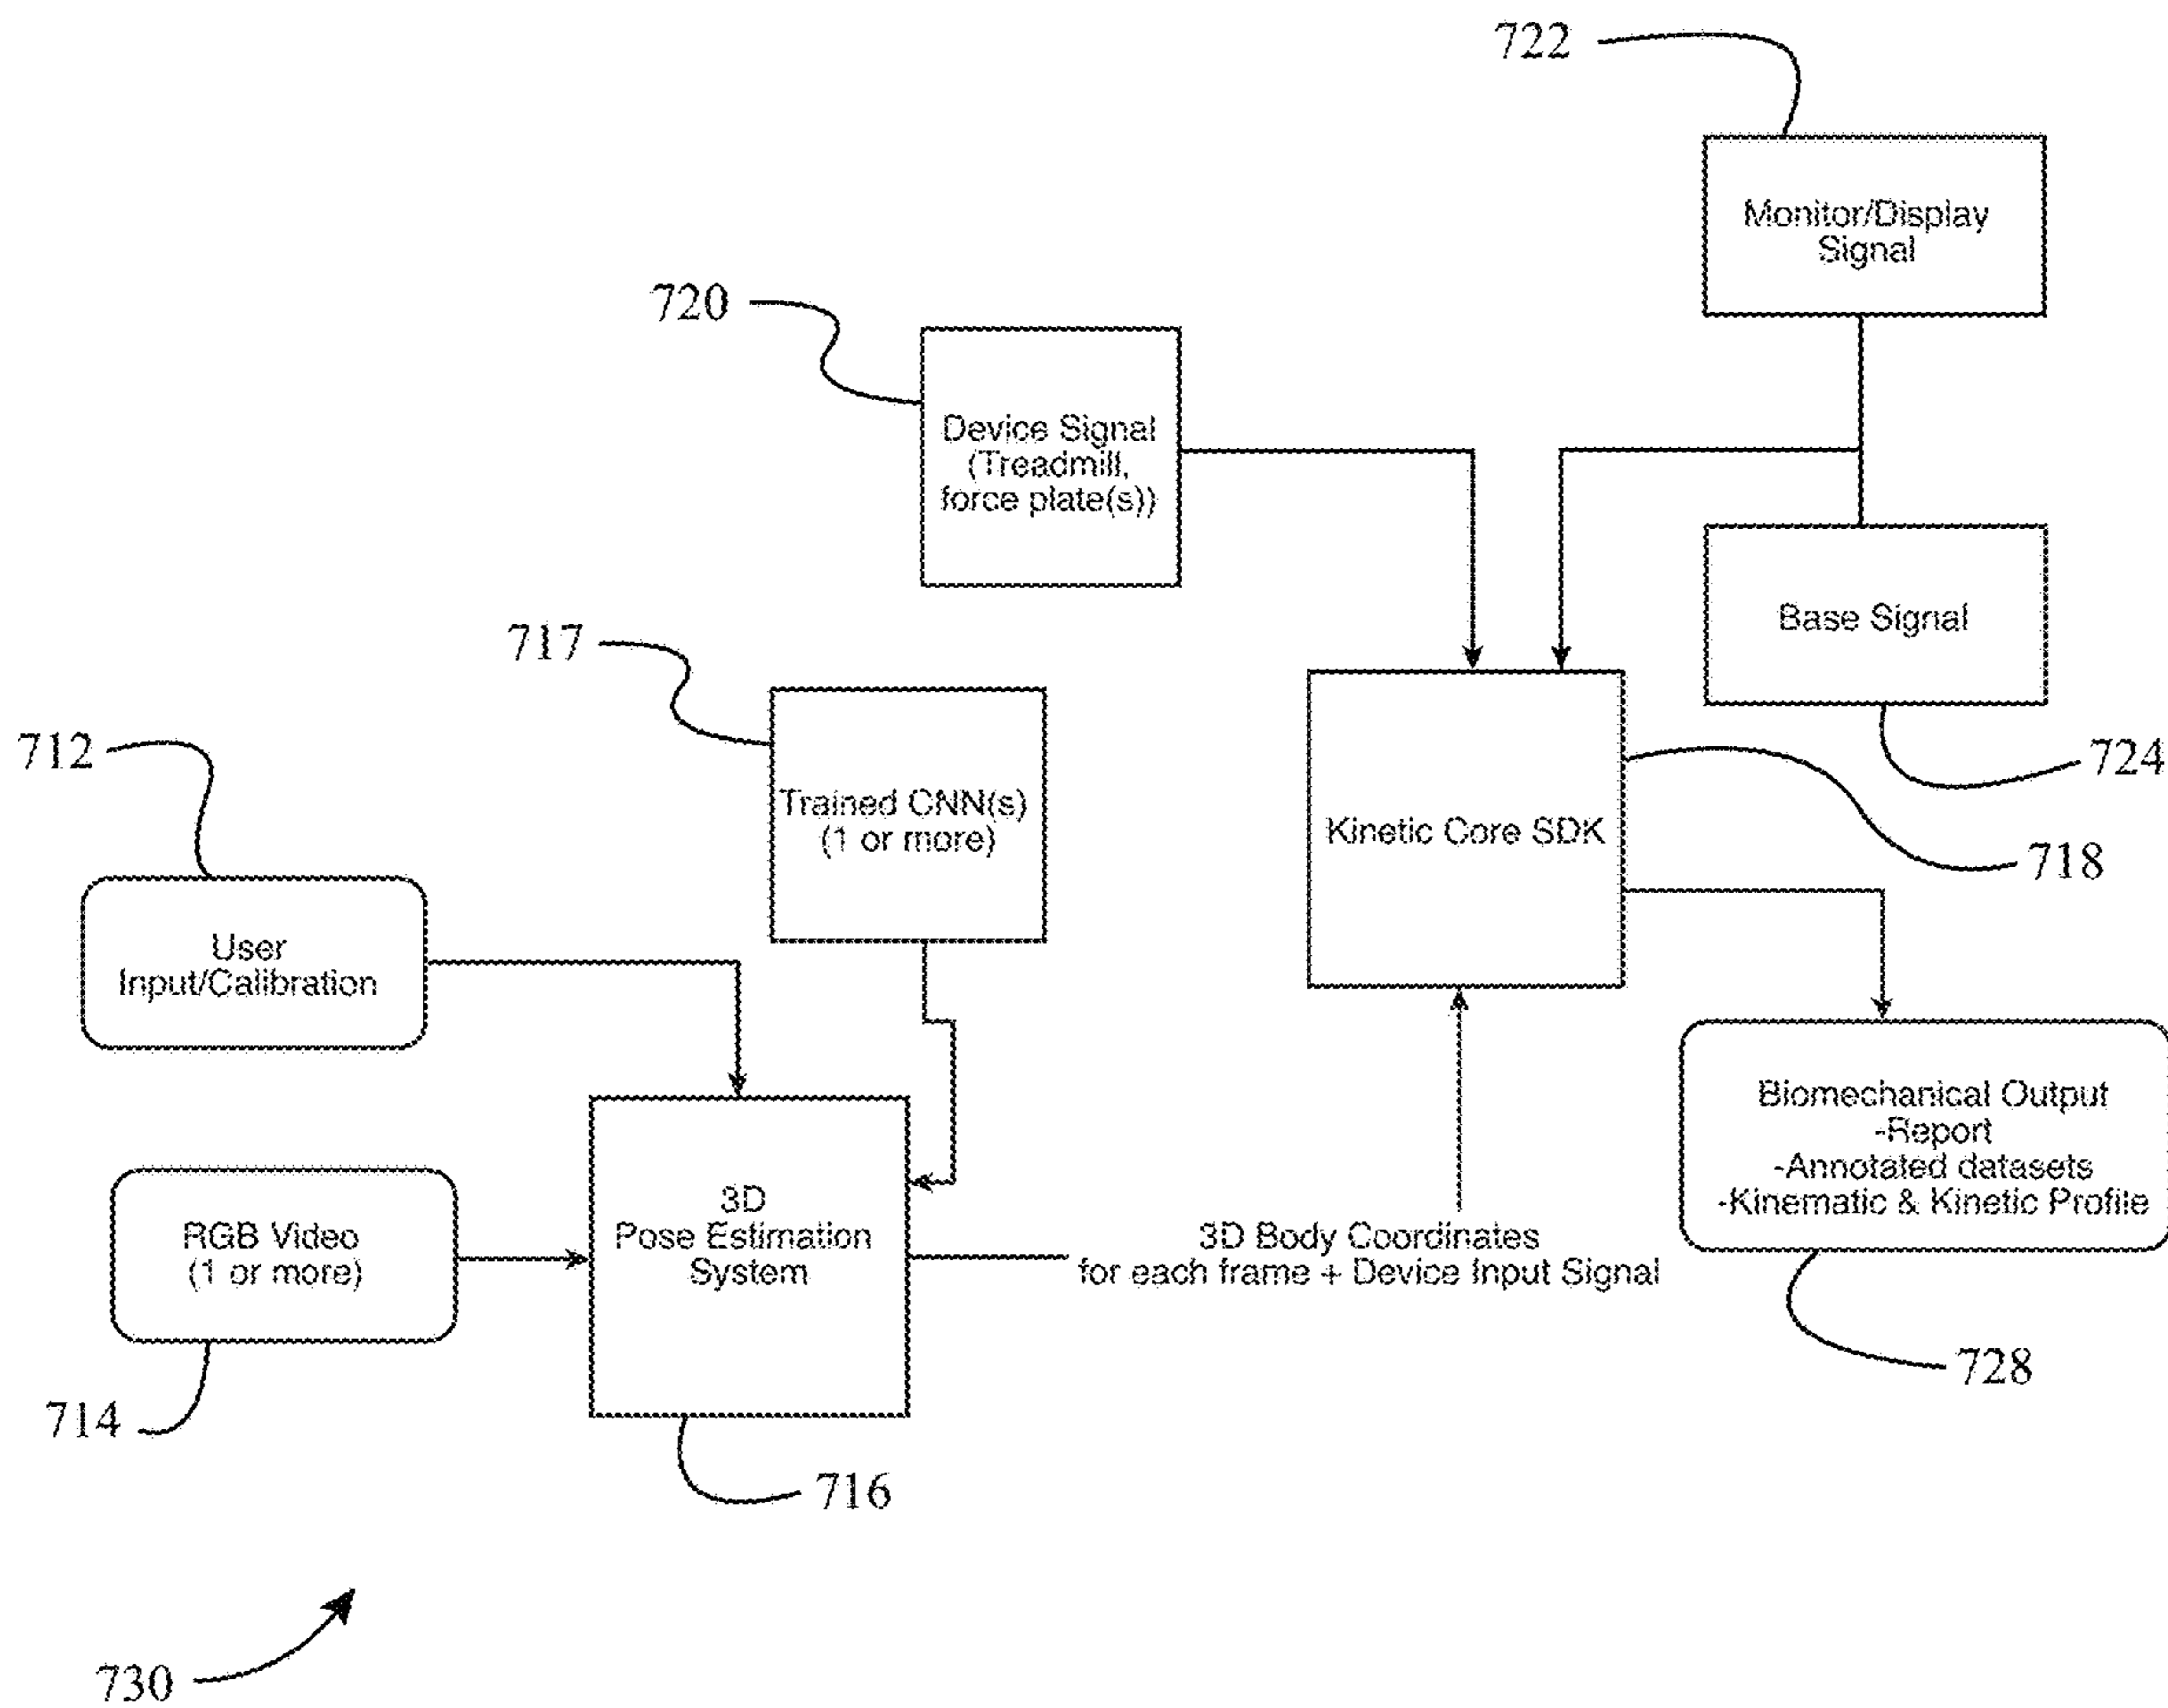 722
Monitor/Display
Signal
720
Device Signal
(Treadmill,
force plate(s))
717
Base Signal
712
724
Trained CNN(s)
(1 or more)
Kinetic Core SDK
718
User
Input/Calibration
Biomechanical Output
-Report
-Annotated datasets
-Kinematic & Kinetic Profile
RGB Video
(1 or more)
3D
Pose Estimation
System
3D Body Coordinates
for each frame + Device Input Signal
728
714
716
730